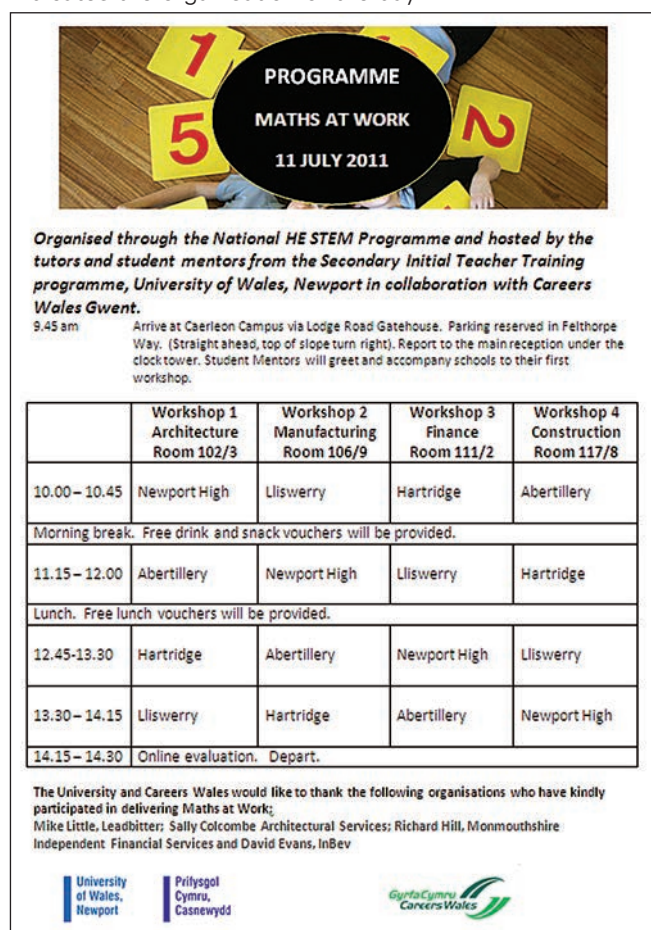 1
5
2
PROGRAMME
MATHS AT WORK
11 JULY 2011
Organised through the National HE STEM Programme and hosted by the
tutors and student mentors from the Secondary Initial Teacher Training
programme, University of Wales, Newport in collaboration with Careers
Wales Gwent.
9.45 am Arrive at Caerleon Campus via Lodge Road Gatehouse. Parking reserved in Felthorpe
Way. (Straight ahead, top of slope turn right). Report to the main reception under the
clock tower. Student Mentors will greet and accompany schools to their first
workshop.
Workshop 1 Workshop 2 Workshop 3 Workshop 4
Architecture Manufacturing Finance Construction
Room 102/3 Room 106/9 Room 111/2 Room 117/8
10.00 – 10.45 Newport High Lliswerry Hartridge Abertillery
Morning break. Free drink and snack vouchers will be provided.
11.15 – 12.00 Abertillery Newport High Lliswerry Hartridge
Lunch. Free lunch vouchers will be provided.
12.45-13.30 Hartridge Abertillery Newport High Lliswerry
13.30 – 14.15 Lliswerry Hartridge Abertillery Newport High
14.15 – 14.30 Online evaluation. Depart.
The University and Careers Wales would like to thank the following organisations who have kindly
participated in delivering Maths at Work;
Mike Little, Leadbitter; Sally Colcombe Architectural Services; Richard Hill, Monmouthshire
Independent Financial Services and David Evans, InBev
University
of Wales,
Newport
Prifysgol
Cymru,
Casnewydd
GyrfaCymru
CareersWales